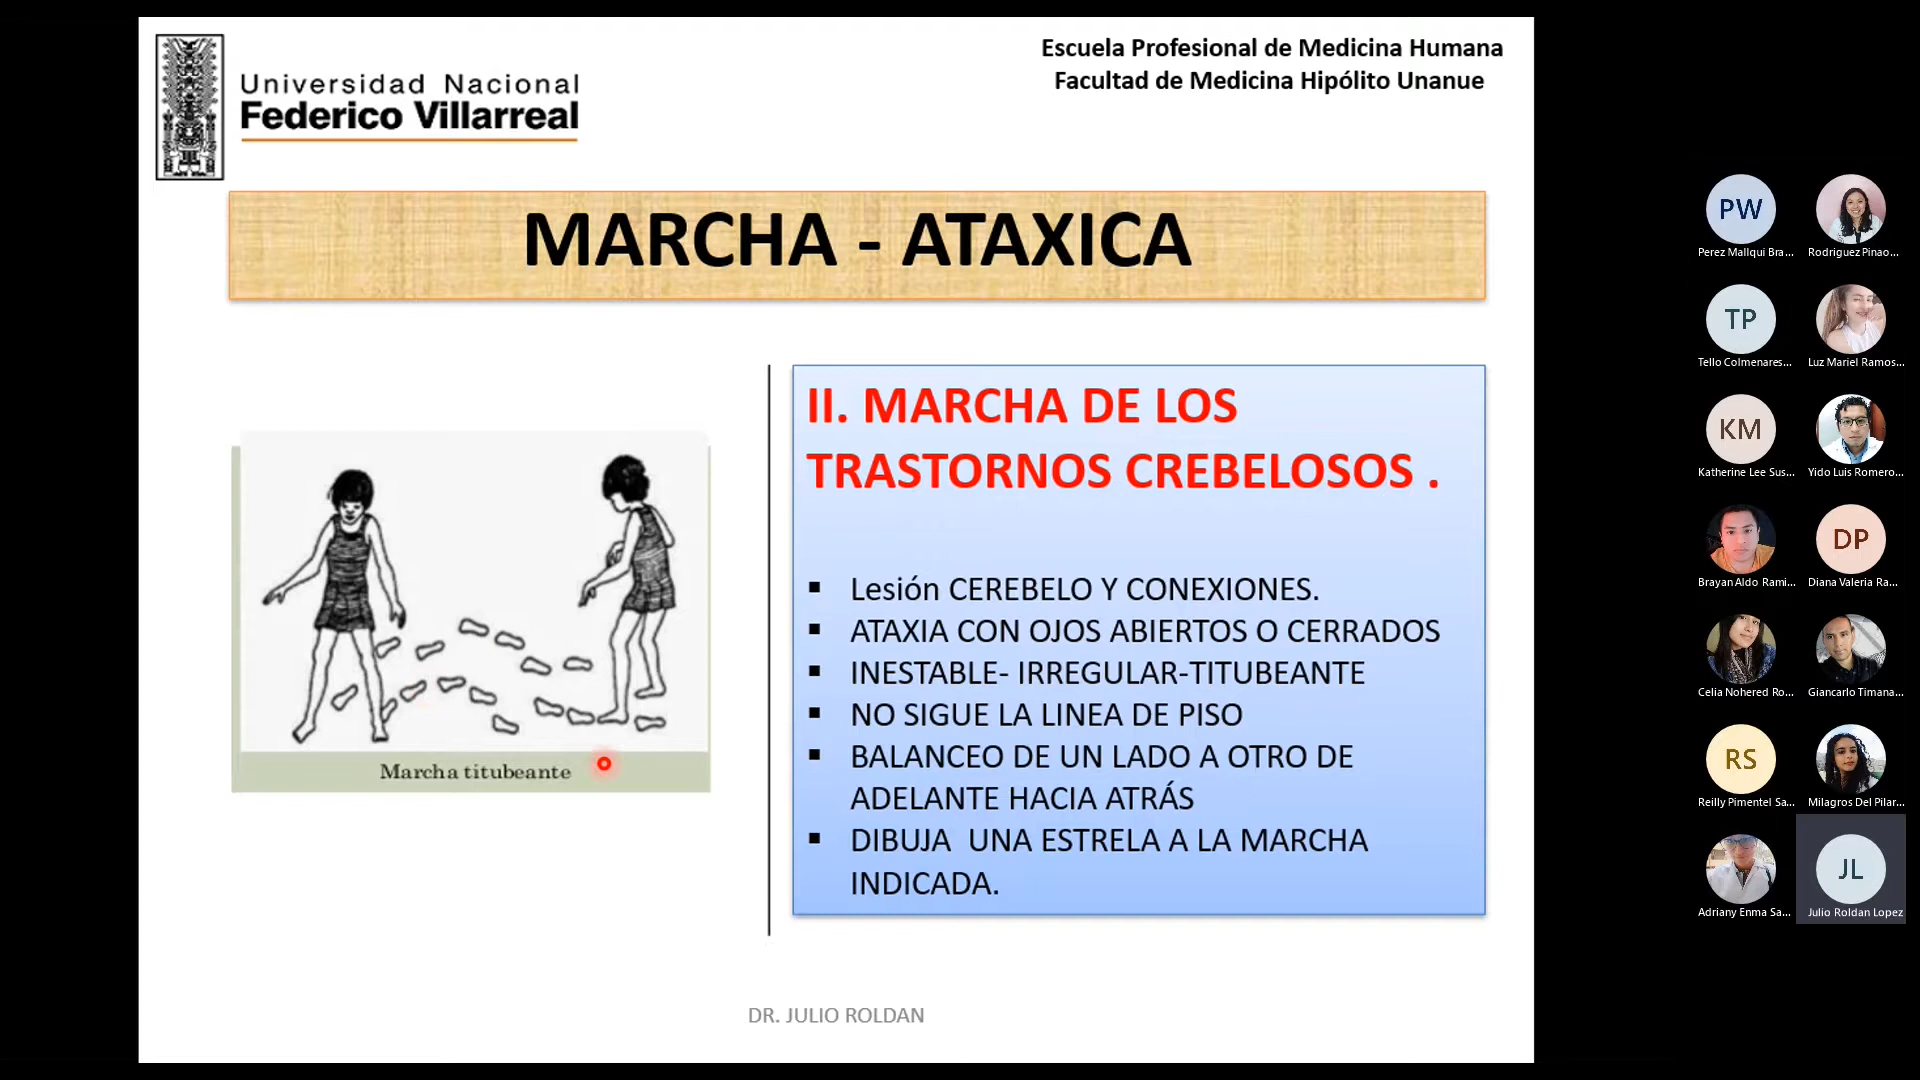 Universidad Nacional
Federico Villarreal
Escuela Profesional de Medicina Humana
Facultad de Medicina Hipólito Unanue
MARCHA - ATAXICA
Marcha titubeante
II. MARCHA DE LOS
TRASTORNOS CREBELOSOS .
Lesión CEREBELO Y CONEXIONES.
ATAXIA CON OJOS ABIERTOS O CERRADOS
INESTABLE- IRREGULAR-TITUBEANTE
NO SIGUE LA LINEA DE PISO
BALANCEO DE UN LADO A OTRO DE
ADELANTE HACIA ATRÁS
DIBUJA UNA ESTRELA A LA MARCHA
INDICADA.
DR. JULIO ROLDAN
PW
Perez Mallqui Bra...
Rodriguez Pinao...
TP
Tello Colmenares...
Luz Mariel Ramos...
KM
Katherine Lee Sus...
Yido Luis Romero...
Brayan Aldo Rami...
DP
Diana Valeria Ra...
Celia Nohered Ro...
Giancarlo Timana...
RS
Reilly Pimentel Sa...
Milagros Del Pilar...
Adriany Enma Sa...
JL
Julio Roldan Lopez